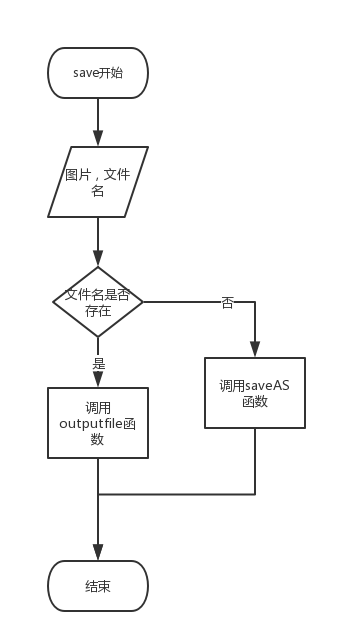 save开始
图片，文件
名
文件名是否
存在
否
是
调用saveAS
函数
调用
outputfile函
数
结束